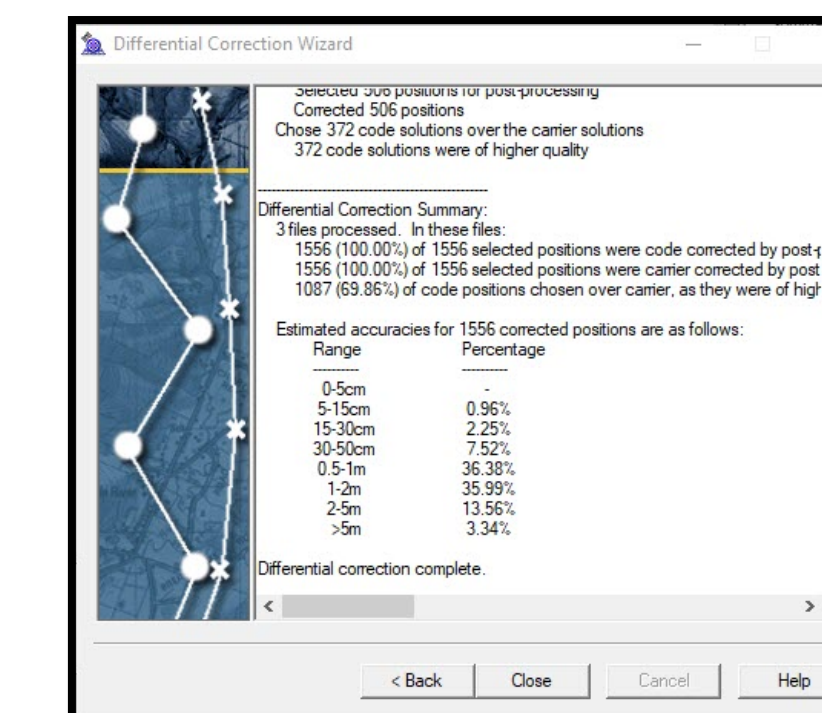 Differential Correction Wizard
Selected 506 positions for post-processing
Corrected 506 positions
Chose 372 code solutions over the carrier solutions
372 code solutions were of higher quality
--------------------------------------------------
Differential Correction Summary:
3 files processed. In these files:
1556 (100.00%) of 1556 selected positions were code corrected by post-p
1556 (100.00%) of 1556 selected positions were carrier corrected by post
1087 (69.86%) of code positions chosen over carrier, as they were of high
Estimated accuracies for 1556 corrected positions are as follows:
Range Percentage
---------- ----------
0-5cm -
5-15cm 0.96%
15-30cm 2.25%
30-50cm 7.52%
0.5-1m 36.38%
1-2m 35.99%
2-5m 13.56%
>5m 3.34%
Differential correction complete.
< Back Close Cancel Help